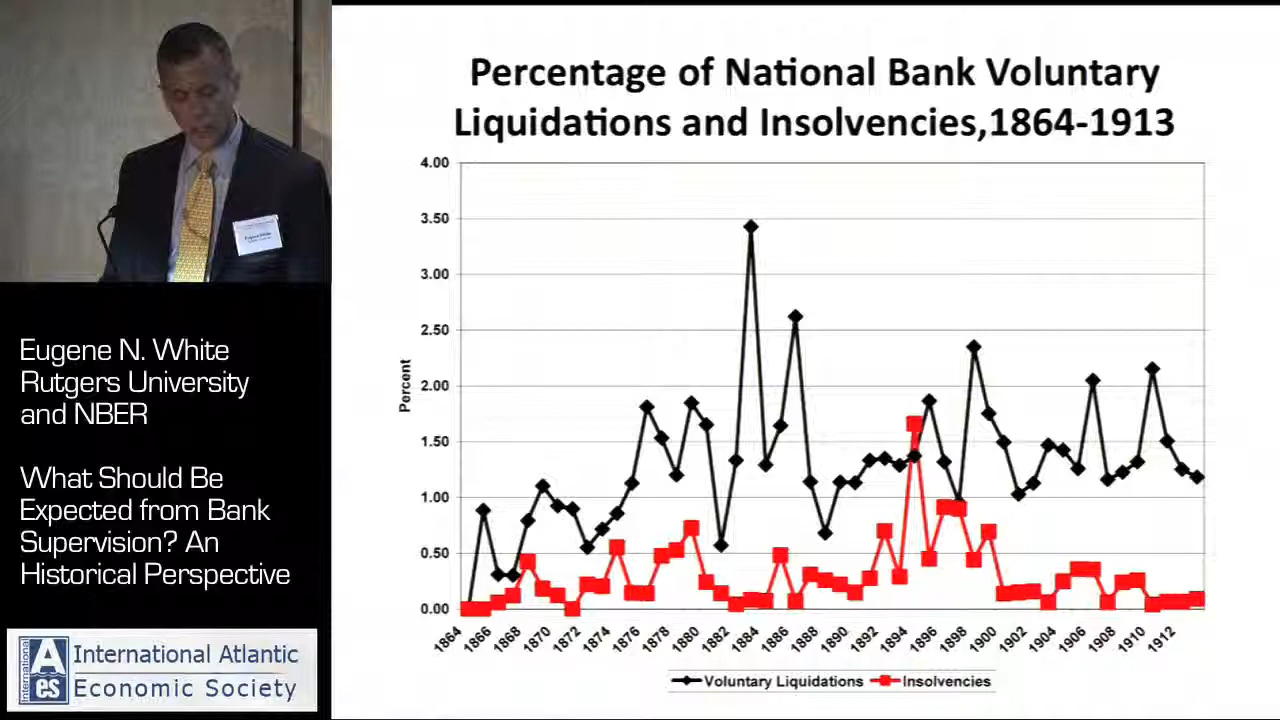 Percentage of National Bank Voluntary
Liquidations and Insolvencies,1864-1913
4.00
3.50
3.00
2.50
2.00
1.50
1.00
0.50
0.00
Percent
1864 1866 1868 1870 1872 1874 1876 1878 1880 1882 1884 1886 1888 1890 1892 1894 1896 1898 1900 1902 1904 1906 1908 1910 1912
Voluntary Liquidations Insolvencies
Eugene N. White
Rutgers University
and NBER
What Should Be
Expected from Bank
Supervision? An
Historical Perspective
International
A
es
International Atlantic
Economic Society